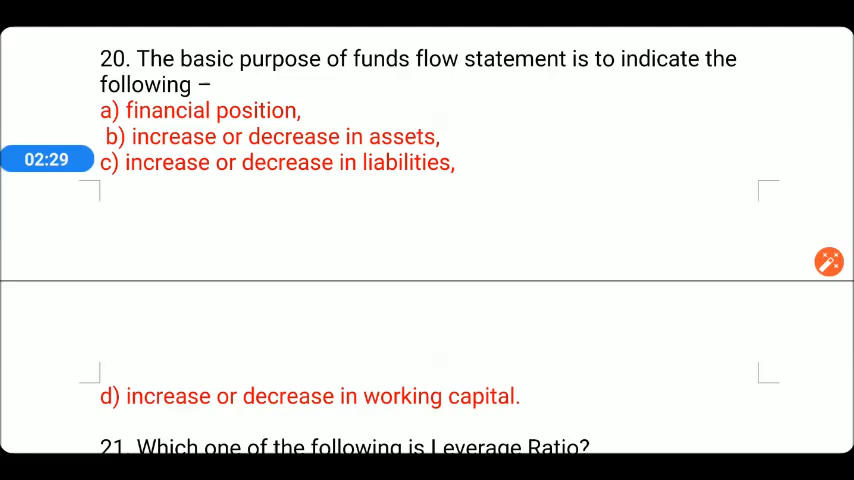 20. The basic purpose of funds flow statement is to indicate the
following –
a) financial position,
b) increase or decrease in assets,
02:29
c) increase or decrease in liabilities,
d) increase or decrease in working capital.
21. Which one of the following is Leverage Ratio?